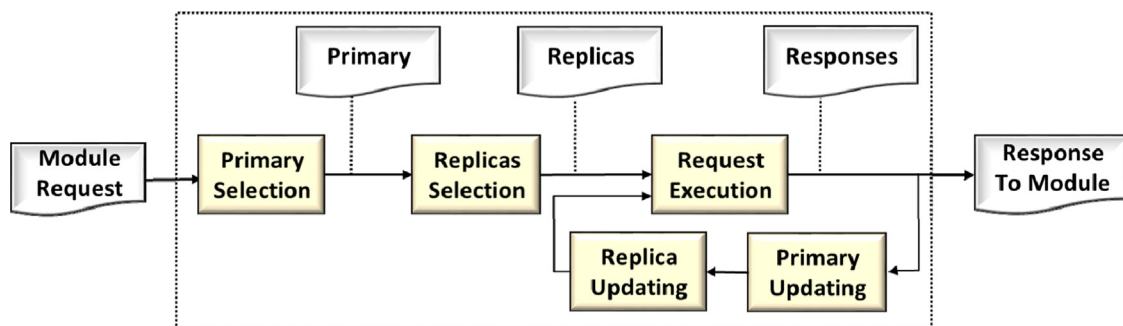 Primary
Replicas
Responses
Module
Request
Primary
Selection
Replicas
Selection
Request
Execution
Response
To Module
Replica
Updating
Primary
Updating